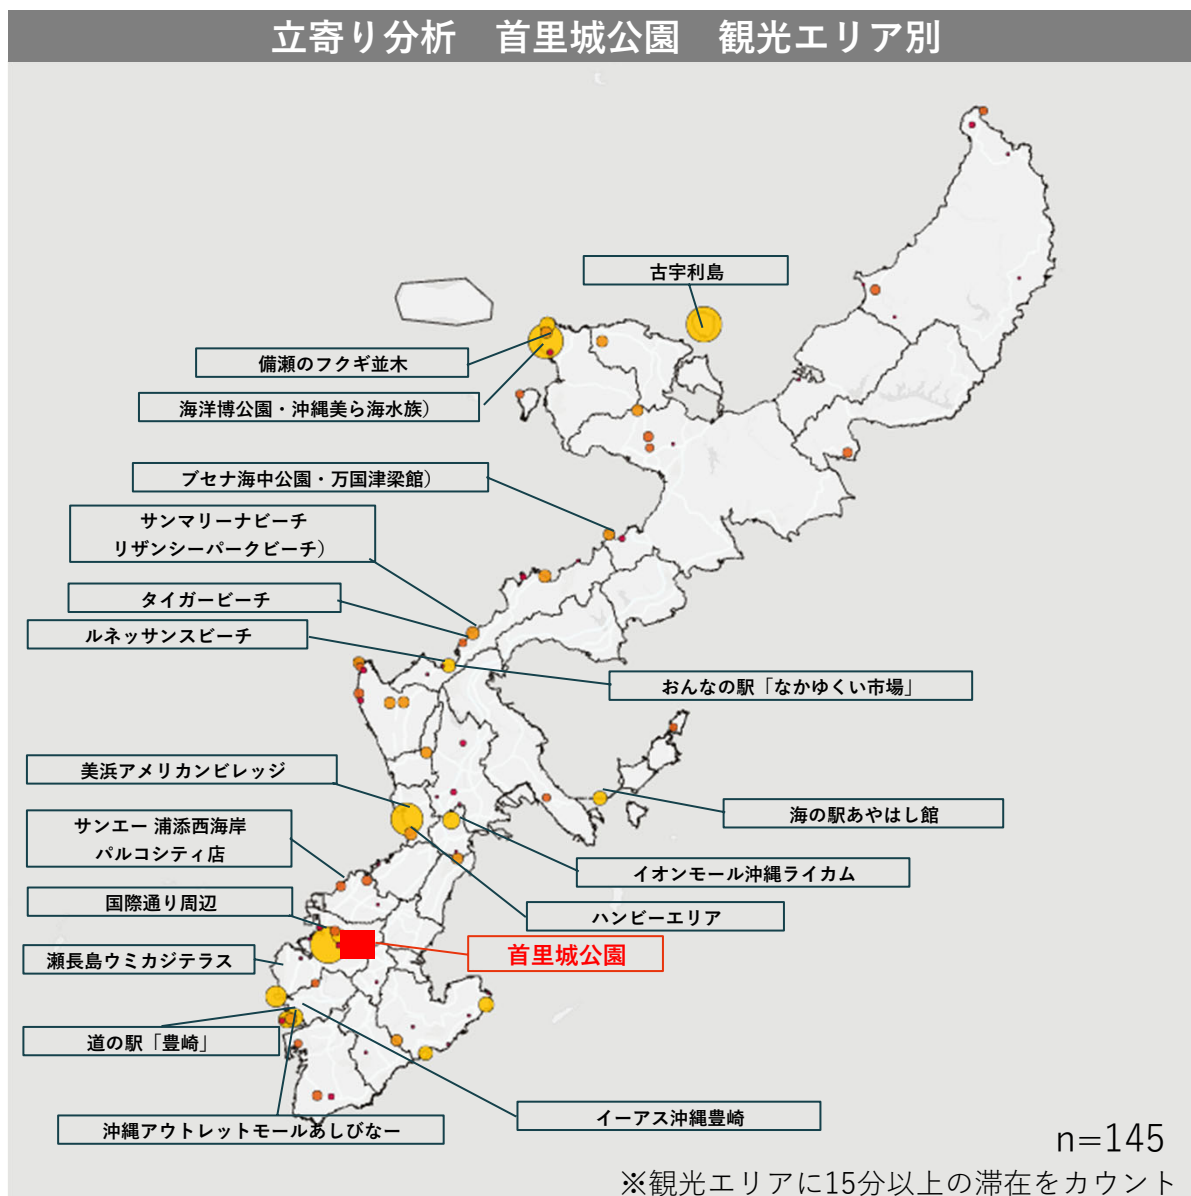 立寄り分析　首里城公園　観光エリア別
古宇利島
備瀬のフクギ並木
海洋博公園・沖縄美ら海水族）
ブセナ海中公園・万国津梁館）
サンマリーナビーチ
リザンシーパークビーチ）
タイガービーチ
ルネッサンスビーチ
おんなの駅「なかゆくい市場」
美浜アメリカンビレッジ
海の駅あやはし館
サンエー 浦添西海岸
パルコシティ店
イオンモール沖縄ライカム
国際通り周辺
ハンビーエリア
首里城公園
瀬長島ウミカジテラス
道の駅「豊崎」
イーアス沖縄豊崎
沖縄アウトレットモールあしびなー
n=145
※観光エリアに15分以上の滞在をカウント